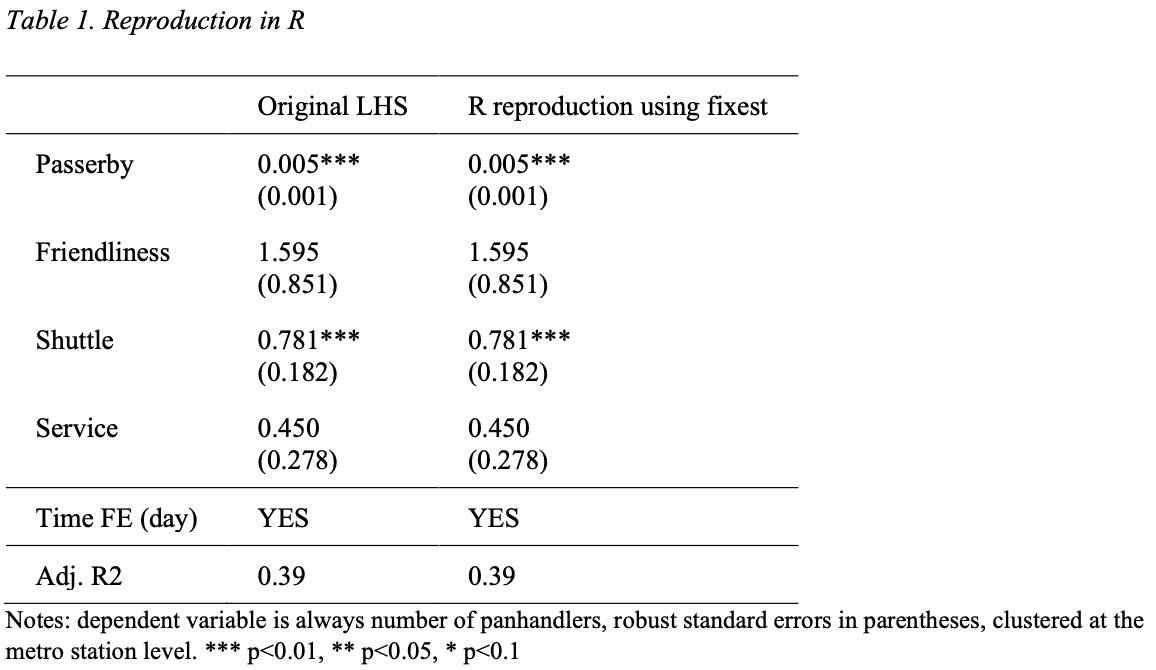 Table 1. Reproduction in R
Original LHS R reproduction using fixest
Passerby 0.005*** 0.005***
(0.001) (0.001)
Friendliness 1.595 1.595
(0.851) (0.851)
Shuttle 0.781*** 0.781***
(0.182) (0.182)
Service 0.450 0.450
(0.278) (0.278)
Time FE (day) YES YES
Adj. R2 0.39 0.39
Notes: dependent variable is always number of panhandlers, robust standard errors in parentheses, clustered at the
metro station level. *** p<0.01, ** p<0.05, * p<0.1